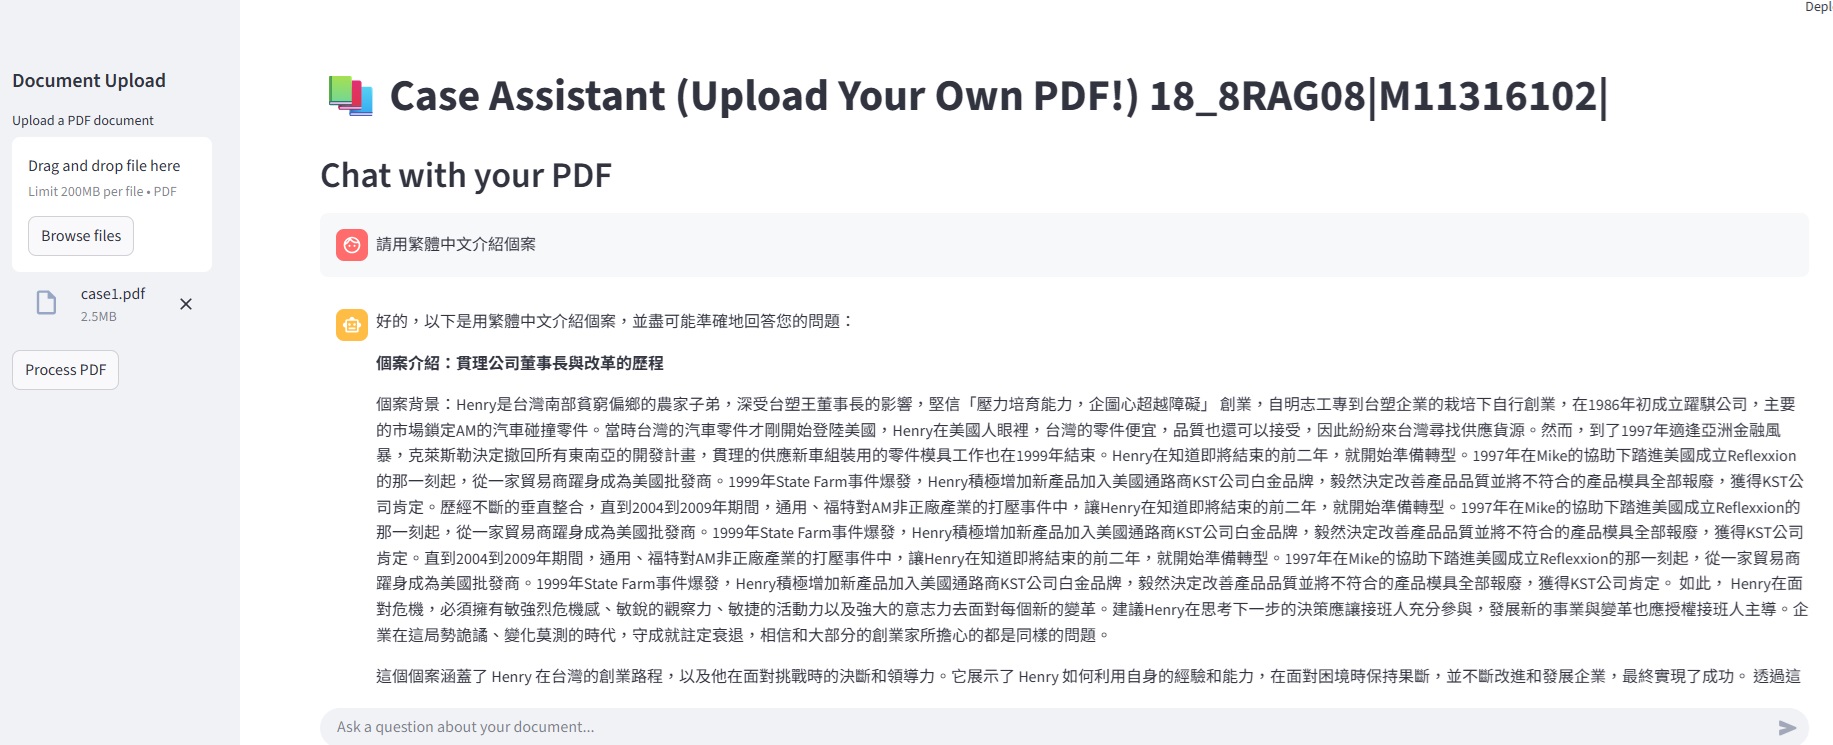 Depl
Document Upload
Upload a PDF document
Drag and drop file here
Limit 200MB per file • PDF
Browse files
case1.pdf
2.5MB
Process PDF
Case Assistant (Upload Your Own PDF!) 18_8RAG08|M11316102|
Chat with your PDF
請用繁體中文介紹個案
好的，以下是用繁體中文介紹個案，並盡可能準確地回答您的問題：
個案介紹：貫理公司董事長與改革的歷程
個案背景：Henry是台灣南部貧窮偏鄉的農家子弟，深受台塑王董事長的影響，堅信「壓力培育能力，企圖心超越障礙」 創業，自明志工專到台塑企業的栽培下自行創業，在1986年初成立躍騏公司，主要
的市場鎖定AM的汽車碰撞零件。當時台灣的汽車零件才剛開始登陸美國，Henry在美國人眼裡，台灣的零件便宜，品質也還可以接受，因此紛紛來台灣尋找供應貨源。然而，到了1997年適逢亞洲金融風
暴，克萊斯勒決定撤回所有東南亞的開發計畫，貫理的供應新車組裝用的零件模具工作也在1999年結束。Henry在知道即將結束的前二年，就開始準備轉型。1997年在Mike的協助下踏進美國成立Reflexxion
的那一刻起，從一家貿易商躍身成為美國批發商。1999年State Farm事件爆發，Henry積極增加新產品加入美國通路商KST公司白金品牌，毅然決定改善產品品質並將不符合的產品模具全部報廢，獲得KST公
司肯定。歷經不斷的垂直整合，直到2004到2009年期間，通用、福特對AM非正廠產業的打壓事件中，讓Henry在知道即將結束的前二年，就開始準備轉型。1997年在Mike的協助下踏進美國成立Reflexxion的
那一刻起，從一家貿易商躍身成為美國批發商。1999年State Farm事件爆發，Henry積極增加新產品加入美國通路商KST公司白金品牌，毅然決定改善產品品質並將不符合的產品模具全部報廢，獲得KST公司
肯定。直到2004到2009年期間，通用、福特對AM非正廠產業的打壓事件中，讓Henry在知道即將結束的前二年，就開始準備轉型。1997年在Mike的協助下踏進美國成立Reflexxion的那一刻起，從一家貿易商
躍身成為美國批發商。1999年State Farm事件爆發，Henry積極增加新產品加入美國通路商KST公司白金品牌，毅然決定改善產品品質並將不符合的產品模具全部報廢，獲得KST公司肯定。 如此， Henry在面
對危機，必須擁有敏強烈危機感、敏銳的觀察力、敏捷的活動力以及強大的意志力去面對每個新的變革。建議Henry在思考下一步的決策應讓接班人充分參與，發展新的事業與變革也應授權接班人主導。企
業在這局勢詭譎、變化莫測的時代，守成就註定衰退，相信和大部分的創業家所擔心的都是同樣的問題。
這個個案涵蓋了 Henry 在台灣的創業路程，以及他在面對挑戰時的決斷和領導力。它展示了 Henry 如何利用自身的經驗和能力，在面對困境時保持果斷，並不斷改進和發展企業，最終實現了成功。 透過這
Ask a question about your document...